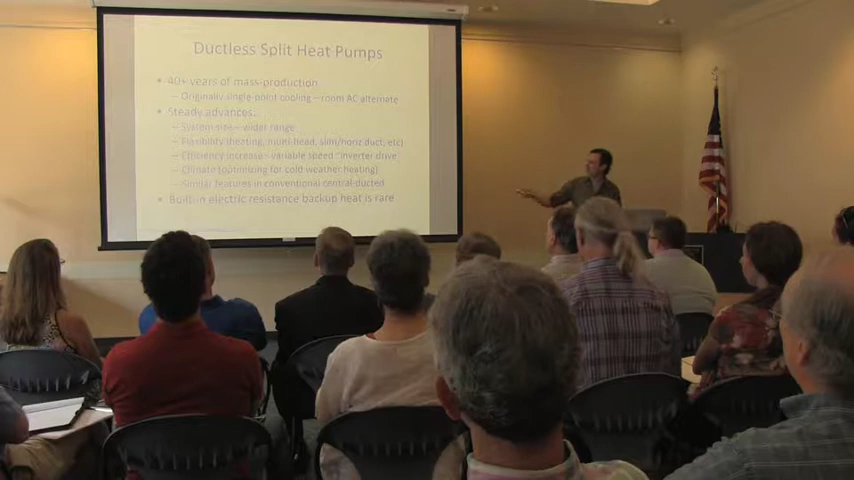 Ductless Split Heat Pumps
• 40+ years of mass-production
– Originally single-point cooling – room AC alternate
• Steady advances:
– System size – wider range
– Flexibility (heating, multi-head, slim/horiz duct, etc)
– Efficiency increase - variable speed "inverter drive"
– Climate (optimizing for cold weather heating)
– Similar features in conventional central-ducted
• Built-in electric resistance backup heat is rare